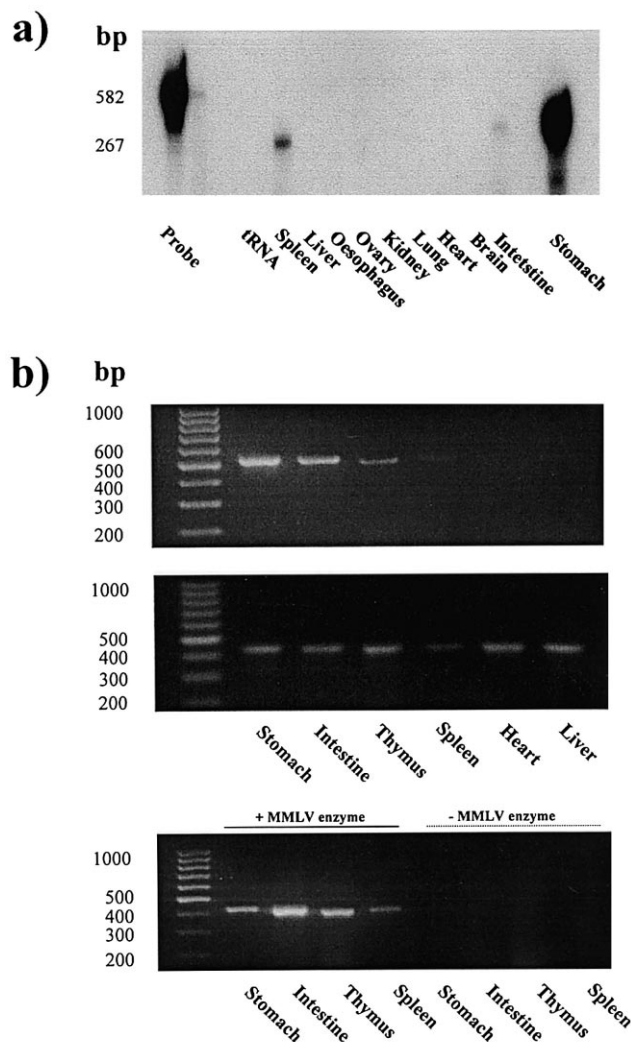 a)
bp
582
267
Probe
tRNA
Spleen
Liver
Oesophagus
Ovary
Kidney
Lung
Heart
Brain
Intetstine
Stomach
b)
bp
1000
600
500
400
300
200
1000
500
400
300
200
Stomach
Intestine
Thymus
Spleen
Heart
Liver
+ MMLV enzyme
- MMLV enzyme
1000
500
400
300
200
Stomach
Intestine
Thymus
Spleen
Stomach
Intestine
Thymus
Spleen